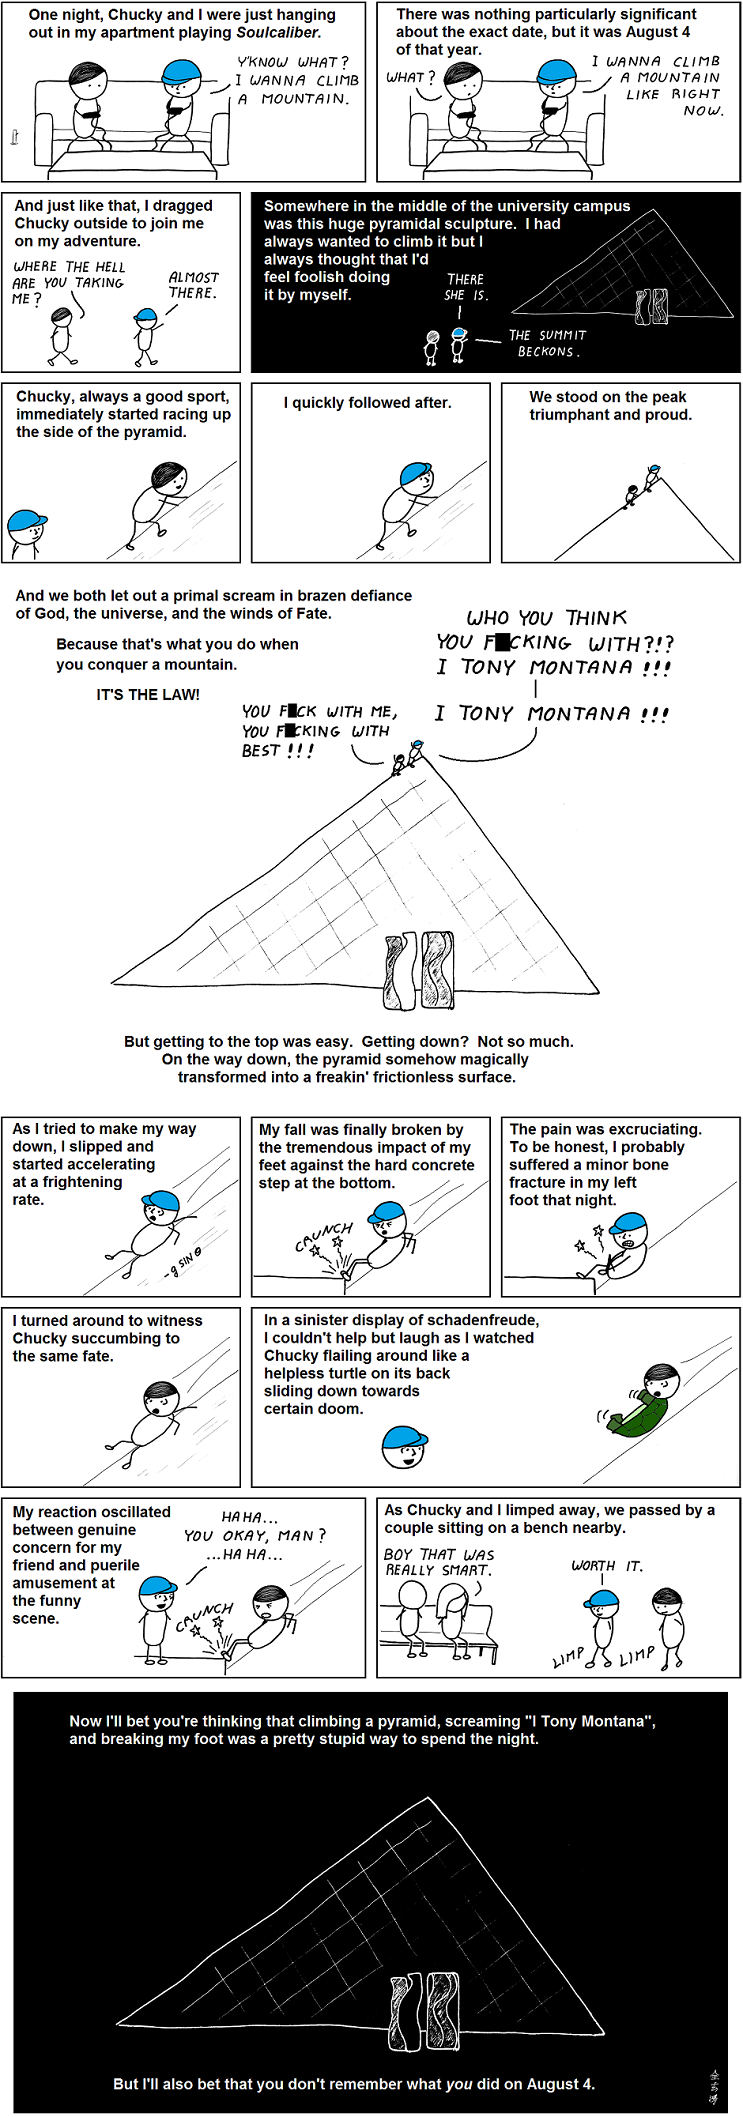 One night, Chucky and I were just hanging
out in my apartment playing Soulcaliber.
Y'KNOW WHAT?
I WANNA CLIMB
A MOUNTAIN.
There was nothing particularly significant
about the exact date, but it was August 4
of that year.
WHAT?
I WANNA CLIMB
A MOUNTAIN
LIKE RIGHT
NOW.
And just like that, I dragged
Chucky outside to join me
on my adventure.
WHERE THE HELL
ARE YOU TAKING
ME?
ALMOST
THERE.
Somewhere in the middle of the university campus
was this huge pyramidal sculpture. I had
always wanted to climb it but I
always thought that I'd
feel foolish doing
it by myself.
THERE
SHE IS.
THE SUMMIT
BECKONS.
Chucky, always a good sport,
immediately started racing up
the side of the pyramid.
I quickly followed after.
We stood on the peak
triumphant and proud.
And we both let out a primal scream in brazen defiance
of God, the universe, and the winds of Fate.
Because that's what you do when
you conquer a mountain.
IT'S THE LAW!
WHO YOU THINK
YOU F█CKING WITH?!?
I TONY MONTANA!!!
I TONY MONTANA!!!
YOU F█CK WITH ME,
YOU F█CKING WITH
BEST!!!
But getting to the top was easy. Getting down? Not so much.
On the way down, the pyramid somehow magically
transformed into a freakin' frictionless surface.
As I tried to make my way
down, I slipped and
started accelerating
at a frightening
rate.
-g SIN θ
My fall was finally broken by
the tremendous impact of my
feet against the hard concrete
step at the bottom.
CRUNCH
The pain was excruciating.
To be honest, I probably
suffered a minor bone
fracture in my left
foot that night.
I turned around to witness
Chucky succumbing to
the same fate.
In a sinister display of schadenfreude,
I couldn't help but laugh as I watched
Chucky flailing around like a
helpless turtle on its back
sliding down towards
certain doom.
My reaction oscillated
between genuine
concern for my
friend and puerile
amusement at
the funny
scene.
HAHA...
YOU OKAY, MAN?
...HAHA...
CRUNCH
As Chucky and I limped away, we passed by a
couple sitting on a bench nearby.
BOY THAT WAS
REALLY SMART.
WORTH IT.
LIMP
LIMP
Now I'll bet you're thinking that climbing a pyramid, screaming "I Tony Montana",
and breaking my foot was a pretty stupid way to spend the night.
But I'll also bet that you don't remember what you did on August 4.